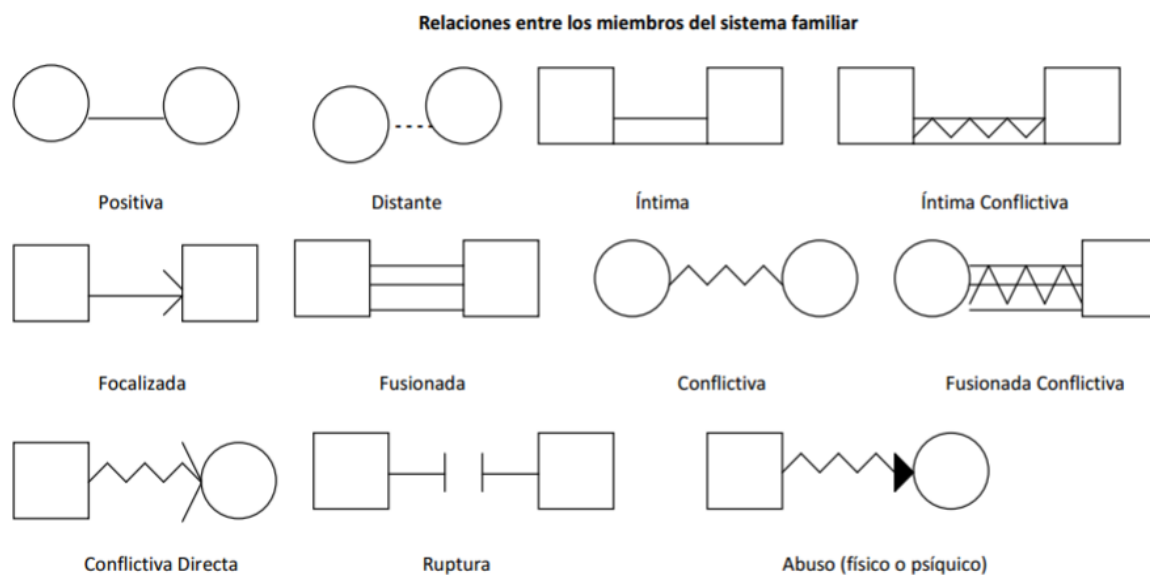 Relaciones entre los miembros del sistema familiar
Positiva
Distante
Íntima
Íntima Conflictiva
Focalizada
Fusionada
Conflictiva
Fusionada Conflictiva
Conflictiva Directa
Ruptura
Abuso (físico o psíquico)